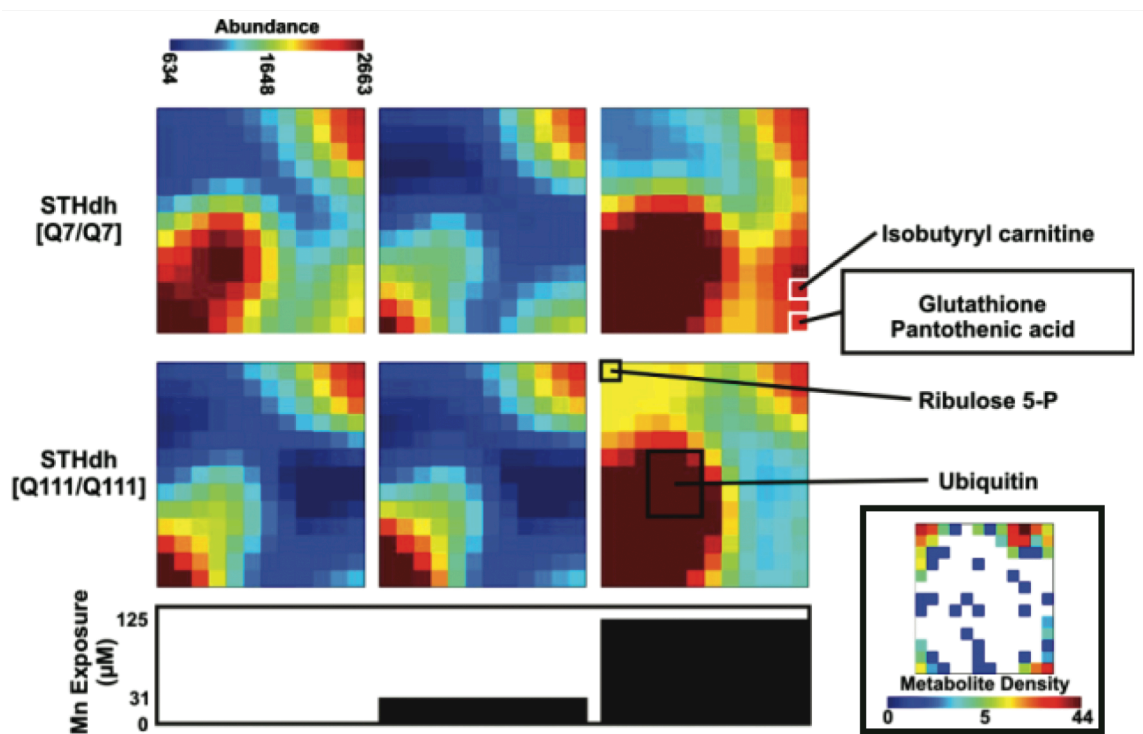 Abundance
634
1648
2663
STHdh
[Q7/Q7]
Isobutyryl carnitine
Glutathione
Pantothenic acid
Ribulose 5-P
STHdh
[Q111/Q111]
Ubiquitin
Mn Exposure
(µM)
125
31
0
Metabolite Density
0 5 44